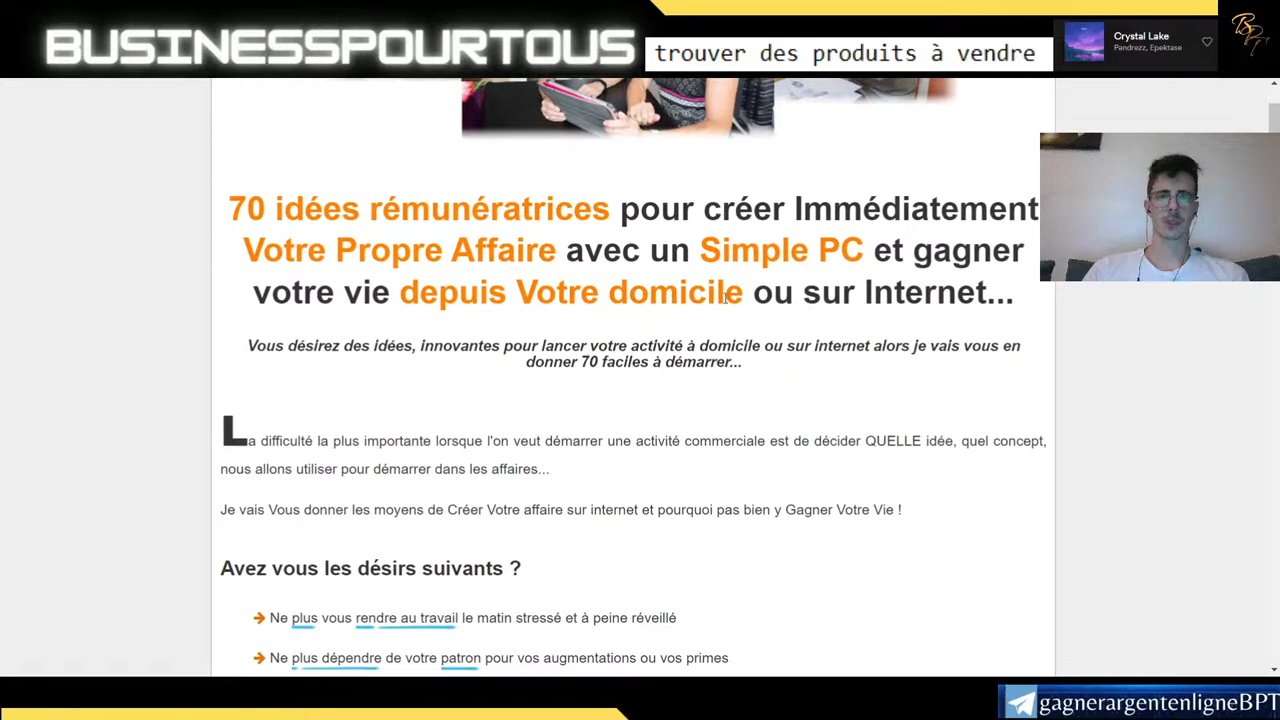 BUSINESSPOURTOUS
trouver des produits à vendre
Crystal Lake
Pandrezz, Epektase
70 idées rémunératrices pour créer Immédiatement
Votre Propre Affaire avec un Simple PC et gagner
votre vie depuis Votre domicile ou sur Internet...
Vous désirez des idées, innovantes pour lancer votre activité à domicile ou sur internet alors je vais vous en
donner 70 faciles à démarrer...
La difficulté la plus importante lorsque l'on veut démarrer une activité commerciale est de décider QUELLE idée, quel concept,
nous allons utiliser pour démarrer dans les affaires...
Je vais Vous donner les moyens de Créer Votre affaire sur internet et pourquoi pas bien y Gagner Votre Vie !
Avez vous les désirs suivants ?
Ne plus vous rendre au travail le matin stressé et à peine réveillé
Ne plus dépendre de votre patron pour vos augmentations ou vos primes
gagnerargentenligneBPT